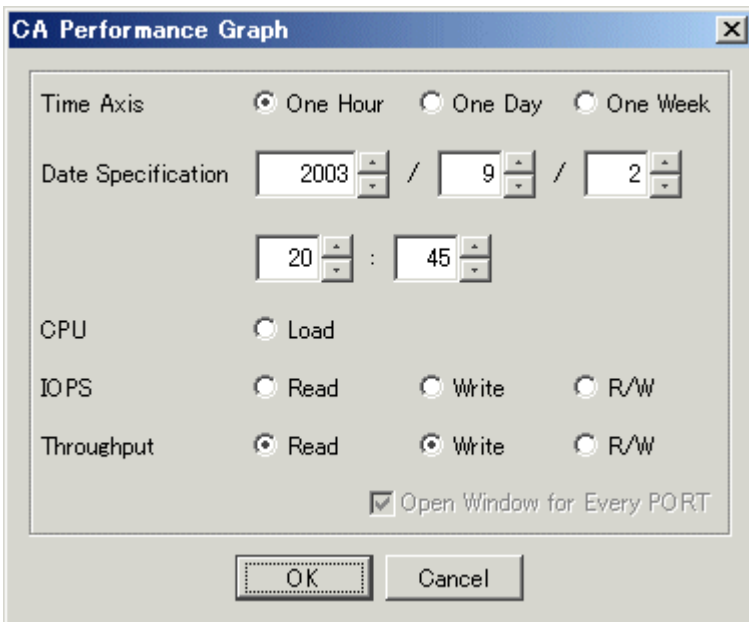 CA Performance Graph
Time Axis One Hour One Day One Week
Date Specification 2003 / 9 / 2
20 : 45
CPU Load
IOPS Read Write R/W
Throughput Read Write R/W
Open Window for Every PORT
OK Cancel